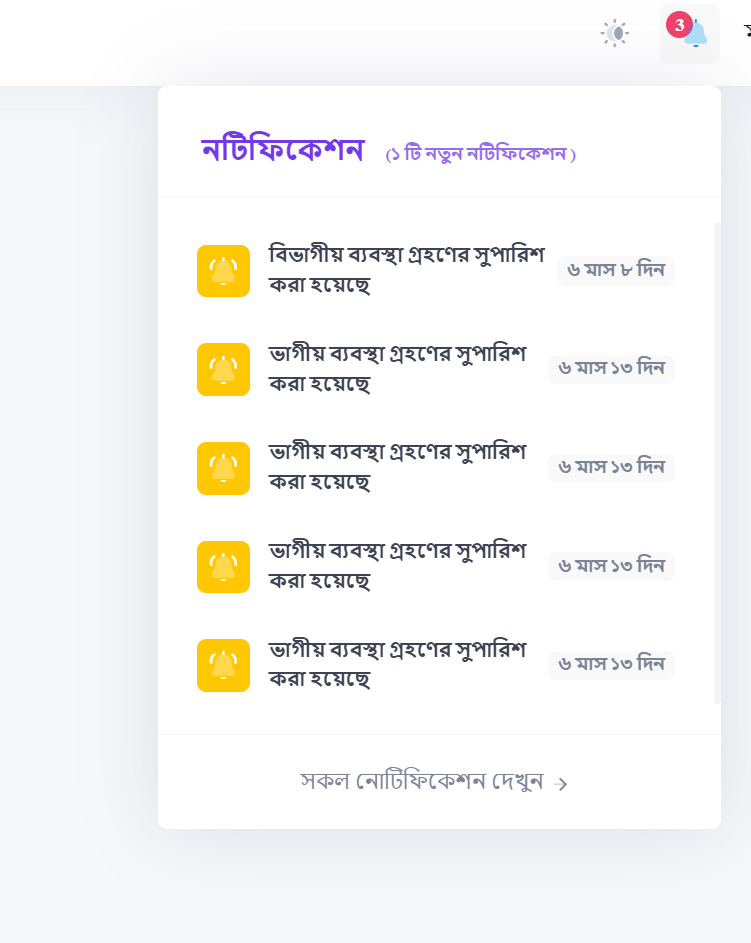 3
নটিফিকেশন (১ টি নতুন নটিফিকেশন )
বিভাগীয় ব্যবস্থা গ্রহণের সুপারিশ
করা হয়েছে
৬ মাস ৮ দিন
ভাগীয় ব্যবস্থা গ্রহণের সুপারিশ
করা হয়েছে
৬ মাস ১৩ দিন
ভাগীয় ব্যবস্থা গ্রহণের সুপারিশ
করা হয়েছে
৬ মাস ১৩ দিন
ভাগীয় ব্যবস্থা গ্রহণের সুপারিশ
করা হয়েছে
৬ মাস ১৩ দিন
ভাগীয় ব্যবস্থা গ্রহণের সুপারিশ
করা হয়েছে
৬ মাস ১৩ দিন
সকল নোটিফিকেশন দেখুন →